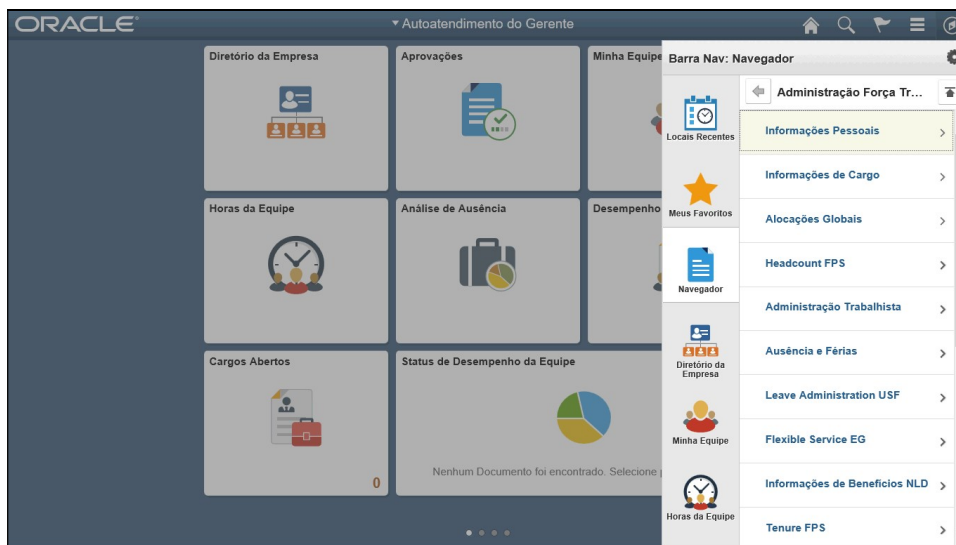 ORACLE
Autoatendimento do Gerente
Diretório da Empresa
Aprovações
Minha Equipe
Horas da Equipe
Análise de Ausência
Desempenho
Cargos Abertos
0
Status de Desempenho da Equipe
Nenhum Documento foi encontrado. Selecione
Barra Nav: Navegador
Locais Recentes
Meus Favoritos
Navegador
Diretório da
Empresa
Minha Equipe
Horas da Equipe
Administração Força Tr...
Informações Pessoais
Informações de Cargo
Alocações Globais
Headcount FPS
Administração Trabalhista
Ausência e Férias
Leave Administration USF
Flexible Service EG
Informações de Benefícios NLD
Tenure FPS